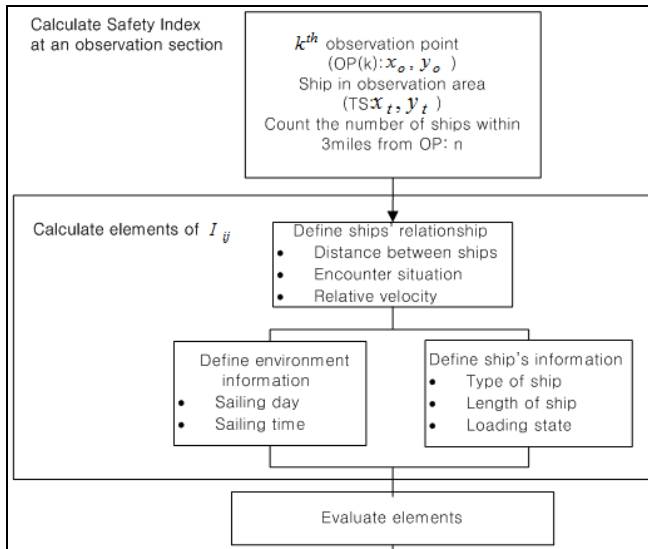 Calculate Safety Index
at an observation section
k^th observation point
(OP(k): x_o, y_o )
Ship in observation area
(TS: x_t, y_t )
Count the number of ships within
3miles from OP: n
Calculate elements of I_ij
Define ships' relationship
• Distance between ships
• Encounter situation
• Relative velocity
Define environment
information
• Sailing day
• Sailing time
Define ship's information
• Type of ship
• Length of ship
• Loading state
Evaluate elements